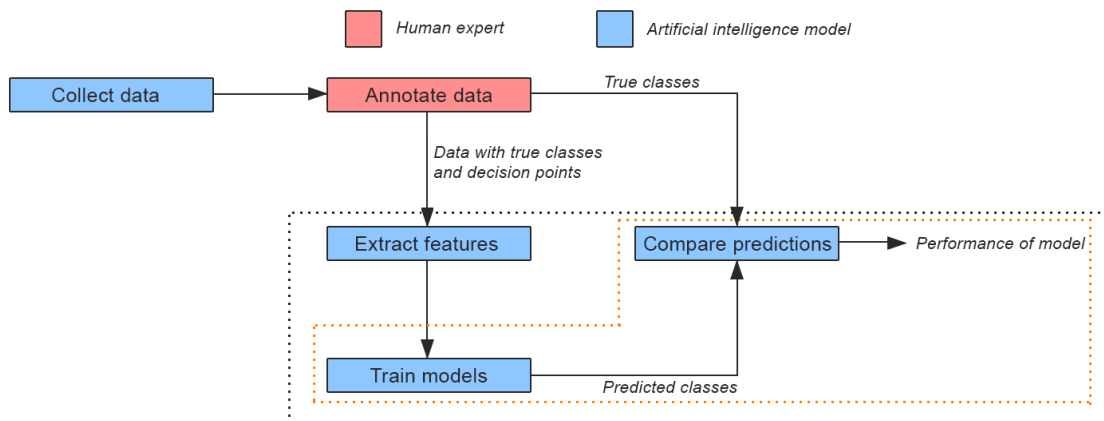 Human expert
Artificial intelligence model
Collect data
Annotate data
True classes
Data with true classes
and decision points
Extract features
Compare predictions
Performance of model
Train models
Predicted classes